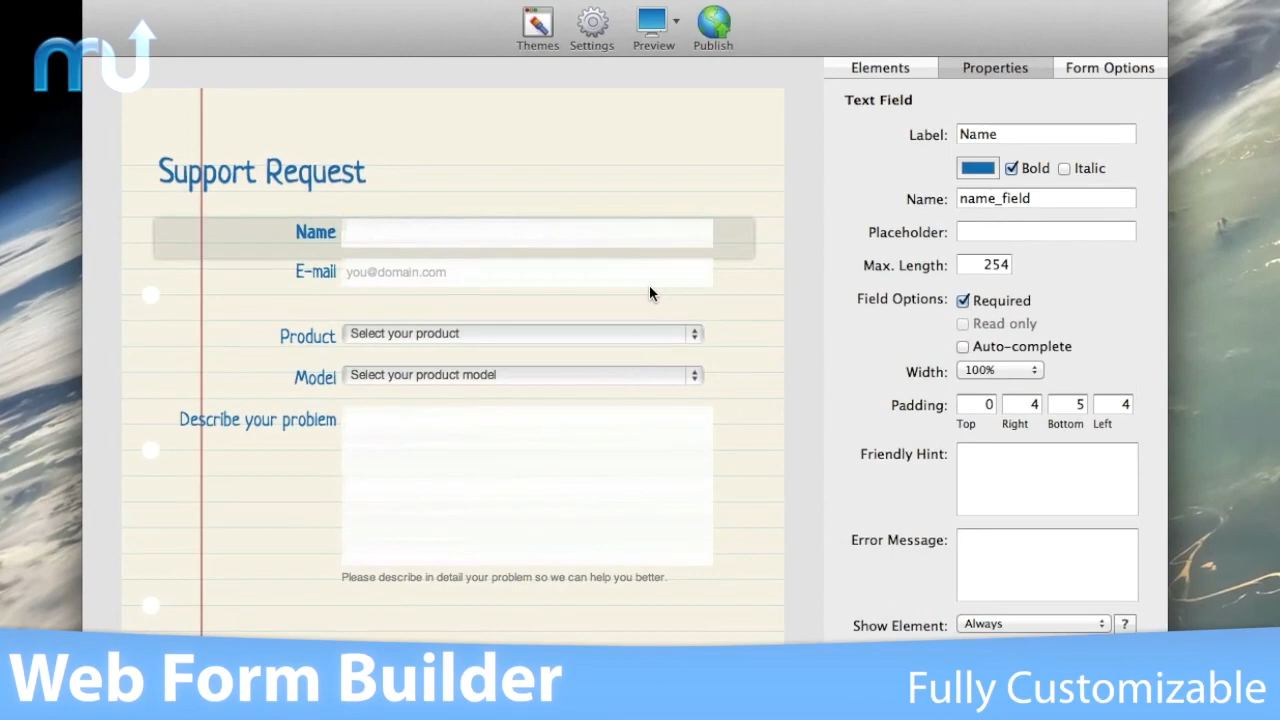 mu
Themes Settings Preview Publish
Elements Properties Form Options
Text Field
Label: Name
Bold Italic
Name: name_field
Placeholder:
Max. Length: 254
Field Options: Required
Read only
Auto-complete
Width: 100%
Padding: 0 4 5 4
Top Right Bottom Left
Friendly Hint:
Error Message:
Show Element: Always ?
Support Request
Name
E-mail you@domain.com
Product Select your product
Model Select your product model
Describe your problem
Please describe in detail your problem so we can help you better.
Web Form Builder
Fully Customizable